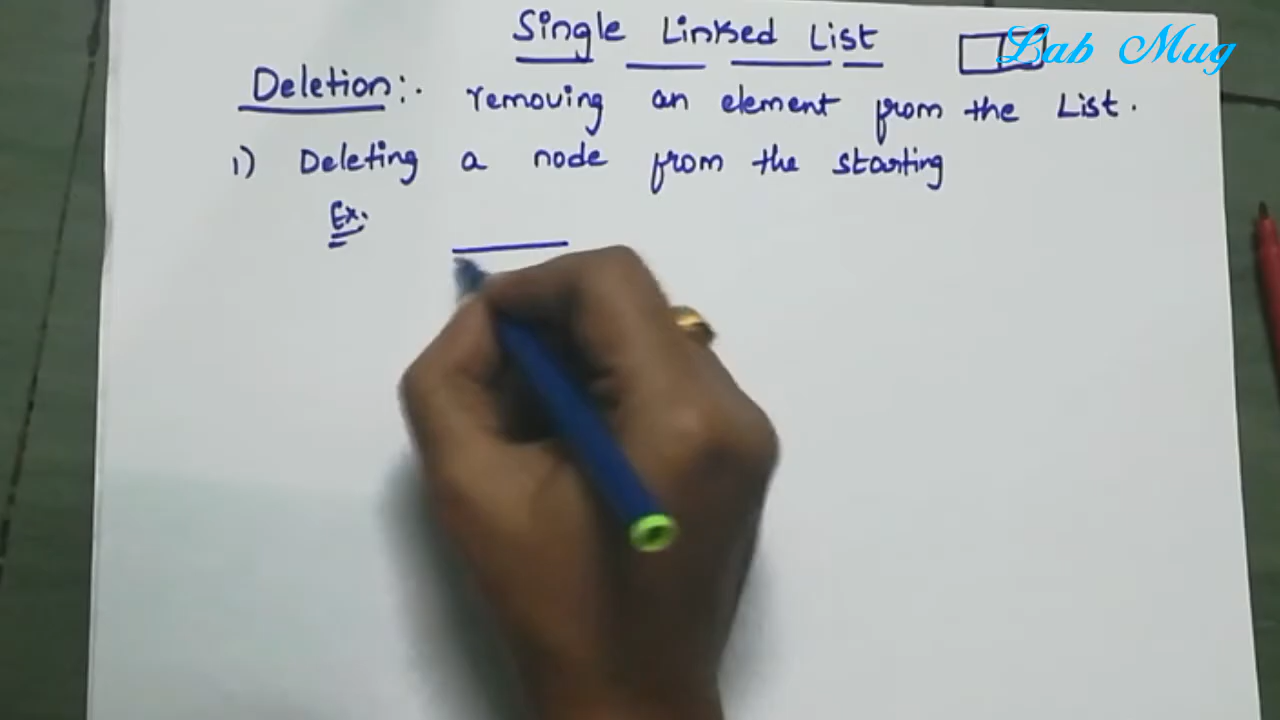 Single Linked List
Lab Mug
Deletion:- removing an element from the List.
1) Deleting a node from the starting
Ex.